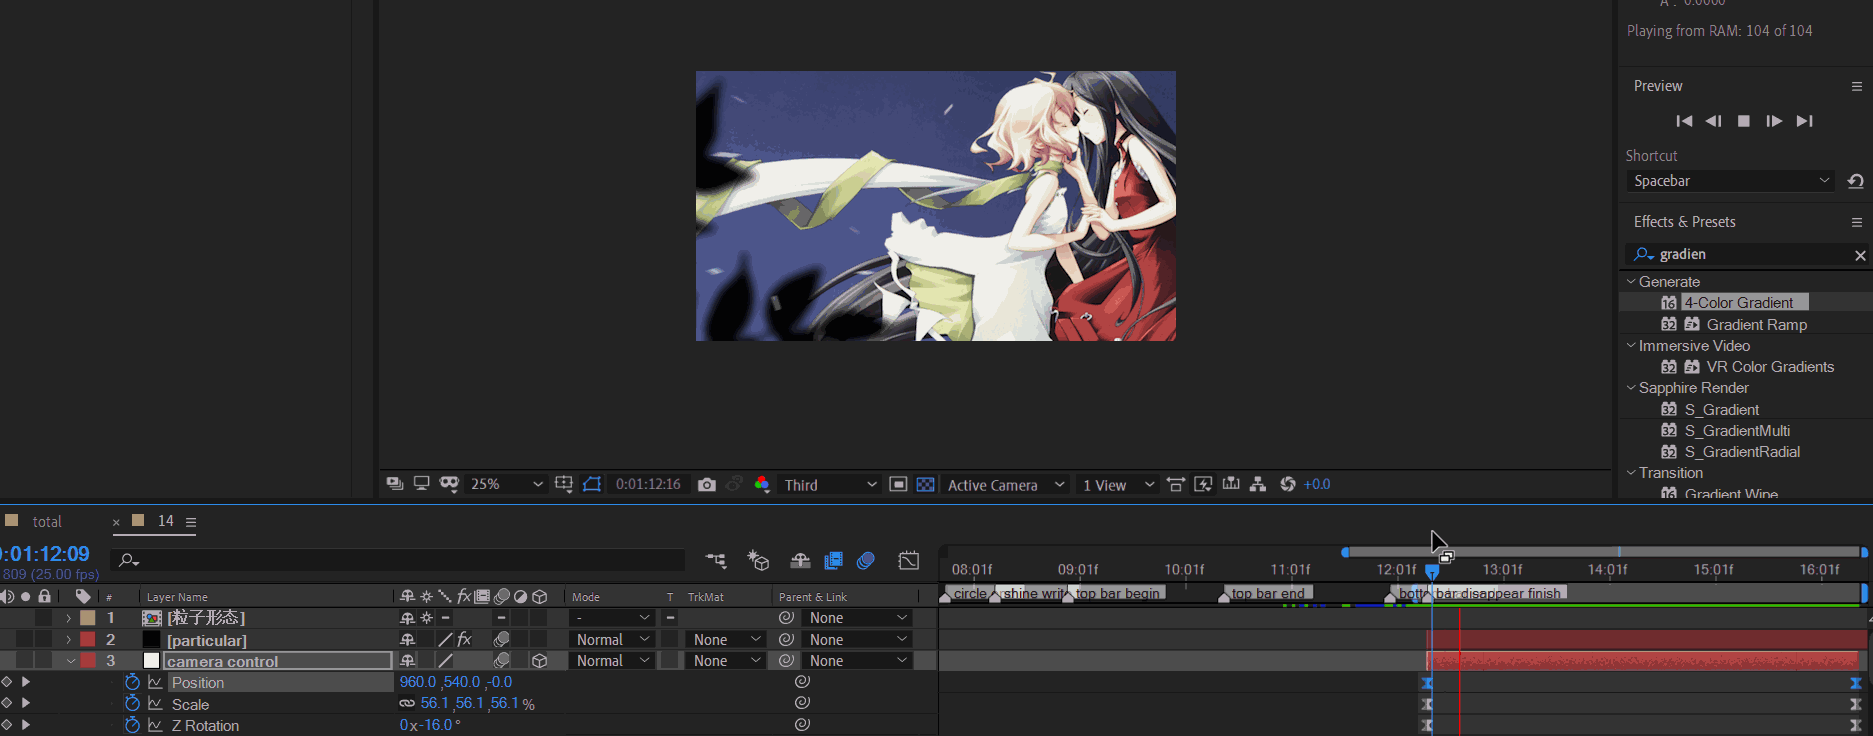 A : 0.0000
Playing from RAM: 104 of 104
Preview
Shortcut
Spacebar
Effects & Presets
gradien
Generate
4-Color Gradient
Gradient Ramp
Immersive Video
VR Color Gradients
Sapphire Render
S_Gradient
S_GradientMulti
S_GradientRadial
Transition
Gradient Wipe
25%
0:01:12:16
Third
Active Camera
1 View
+0.0
total
14
0:01:12:09
809 (25.00 fps)
08:01f 09:01f 10:01f 11:01f 12:01f 13:01f 14:01f 15:01f 16:01f
circle shine writ top bar begin top bar end bott bar disappear finish
# Layer Name fx Mode T TrkMat Parent & Link
1 [粒子形态] - None
2 [particular] fx Normal None None
3 camera control Normal None None
Position 960.0 ,540.0 ,-0.0
Scale 56.1 ,56.1 ,56.1 %
Z Rotation 0 x -16.0 °